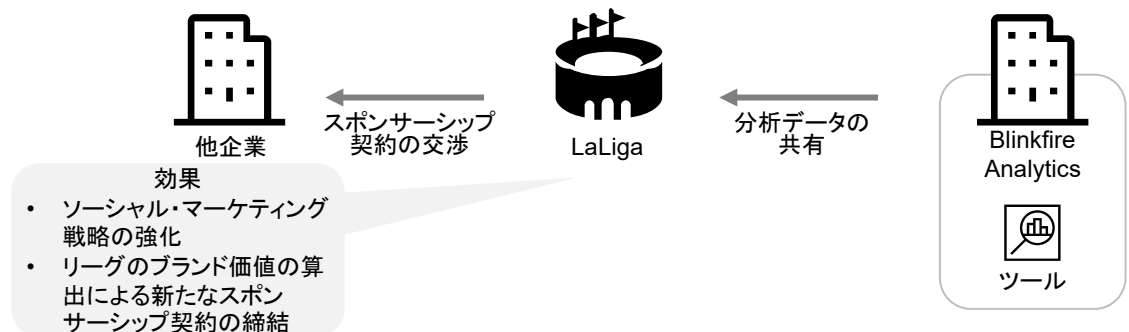 他企業
スポンサーシップ
契約の交渉
LaLiga
分析データの
共有
Blinkfire
Analytics
ツール
効果
• ソーシャル・マーケティング
戦略の強化
• リーグのブランド価値の算
出による新たなスポン
サーシップ契約の締結